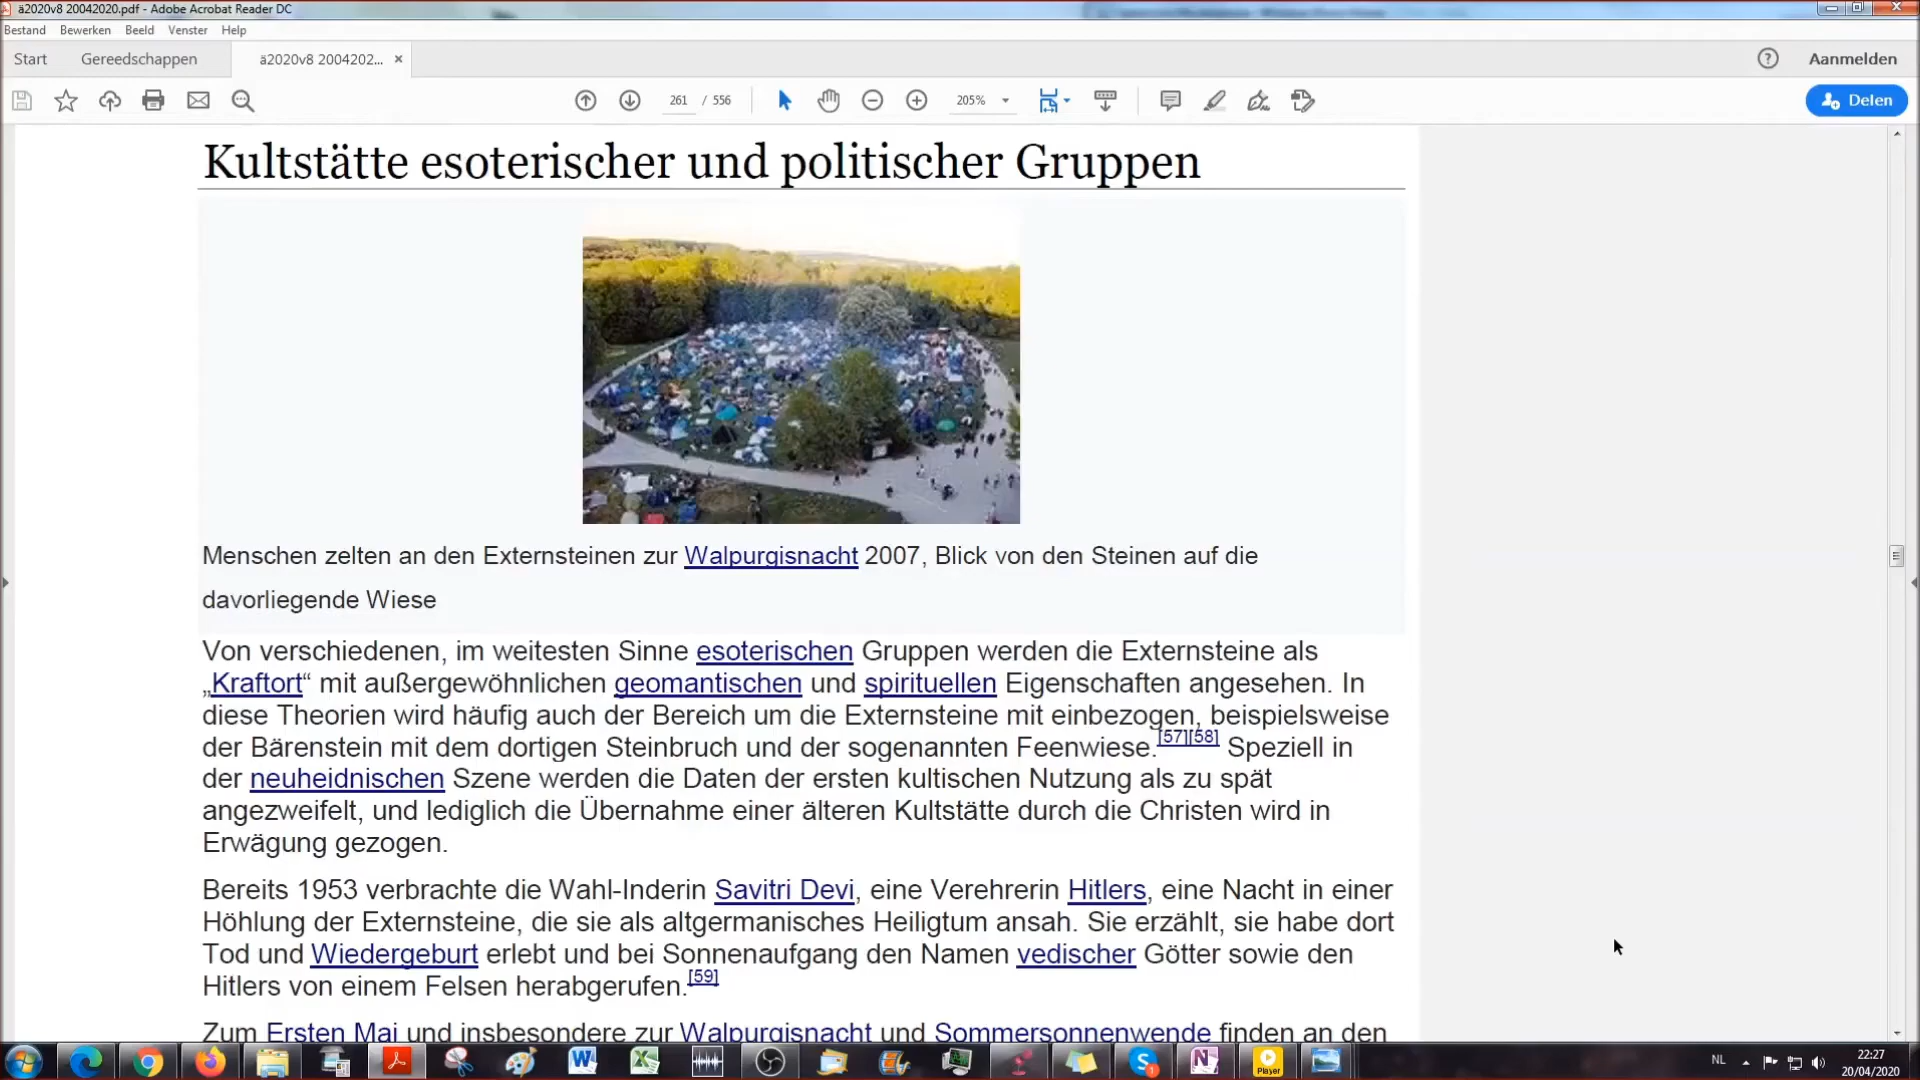 ä2020v8 20042020.pdf - Adobe Acrobat Reader DC
Bestand Bewerken Beeld Venster Help
Start Gereedschappen ä2020v8 2004202... × Aanmelden
261 / 556 205% Delen
Kultstätte esoterischer und politischer Gruppen
Menschen zelten an den Externsteinen zur Walpurgisnacht 2007, Blick von den Steinen auf die
davorliegende Wiese
Von verschiedenen, im weitesten Sinne esoterischen Gruppen werden die Externsteine als
„Kraftort“ mit außergewöhnlichen geomantischen und spirituellen Eigenschaften angesehen. In
diese Theorien wird häufig auch der Bereich um die Externsteine mit einbezogen, beispielsweise
der Bärenstein mit dem dortigen Steinbruch und der sogenannten Feenwiese.[57][58] Speziell in
der neuheidnischen Szene werden die Daten der ersten kultischen Nutzung als zu spät
angezweifelt, und lediglich die Übernahme einer älteren Kultstätte durch die Christen wird in
Erwägung gezogen.
Bereits 1953 verbrachte die Wahl-Inderin Savitri Devi, eine Verehrerin Hitlers, eine Nacht in einer
Höhlung der Externsteine, die sie als altgermanisches Heiligtum ansah. Sie erzählt, sie habe dort
Tod und Wiedergeburt erlebt und bei Sonnenaufgang den Namen vedischer Götter sowie den
Hitlers von einem Felsen herabgerufen.[59]
Zum Ersten Mai und insbesondere zur Walpurgisnacht und Sommersonnenwende finden an den
Player
NL
22:27
20/04/2020